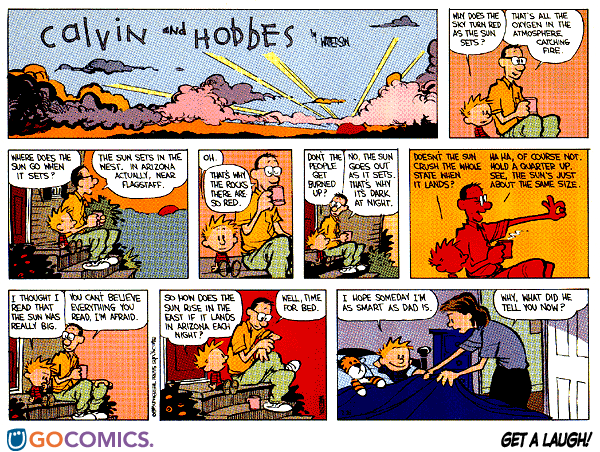 Calvin and HOBBES by WATTERSON
WHY DOES THE
SKY TURN RED
AS THE SUN
SETS?
THAT'S ALL THE
OXYGEN IN THE
ATMOSPHERE
CATCHING
FIRE.
WHERE DOES THE
SUN GO WHEN
IT SETS?
THE SUN SETS IN THE
WEST. IN ARIZONA
ACTUALLY, NEAR
FLAGSTAFF.
OH.
THAT'S WHY
THE ROCKS
THERE ARE
SO RED.
DON'T THE
PEOPLE
GET
BURNED
UP?
NO, THE SUN
GOES OUT
AS IT SETS.
THAT'S WHY
IT'S DARK
AT NIGHT.
DOESN'T THE SUN
CRUSH THE WHOLE
STATE WHEN
IT LANDS?
HA HA, OF COURSE NOT.
HOLD A QUARTER UP.
SEE, THE SUN'S JUST
ABOUT THE SAME SIZE.
I THOUGHT I
READ THAT
THE SUN WAS
REALLY BIG.
YOU CAN'T BELIEVE
EVERYTHING YOU
READ, I'M AFRAID.
SO HOW DOES THE
SUN RISE IN THE
EAST IF IT LANDS
IN ARIZONA EACH
NIGHT?
WELL, TIME
FOR BED.
I HOPE SOMEDAY I'M
AS SMART AS DAD IS.
WHY, WHAT DID HE
TELL YOU NOW?
GOCOMICS.
GET A LAUGH!